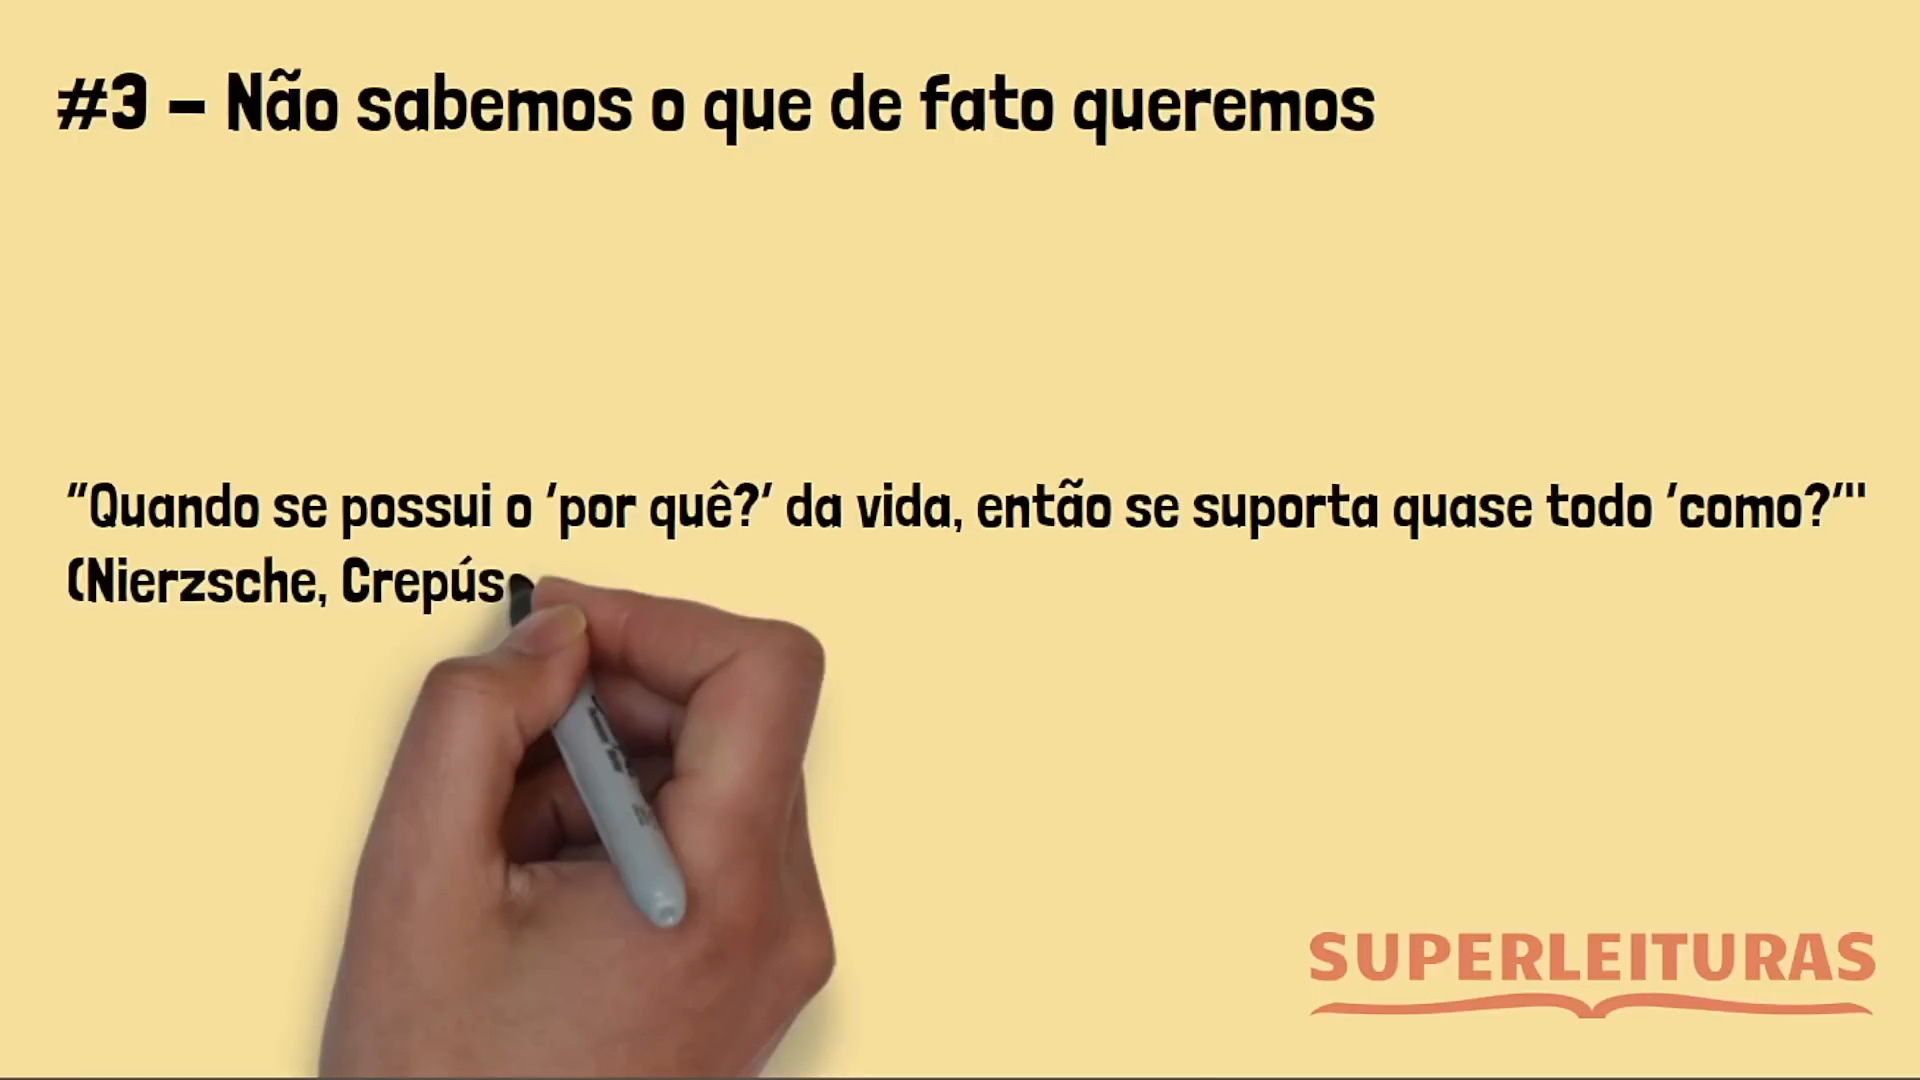 #3 – Não sabemos o que de fato queremos
"Quando se possui o 'por quê?' da vida, então se suporta quase todo 'como?'"
(Nierzsche, Crepús
SUPERLEITURAS